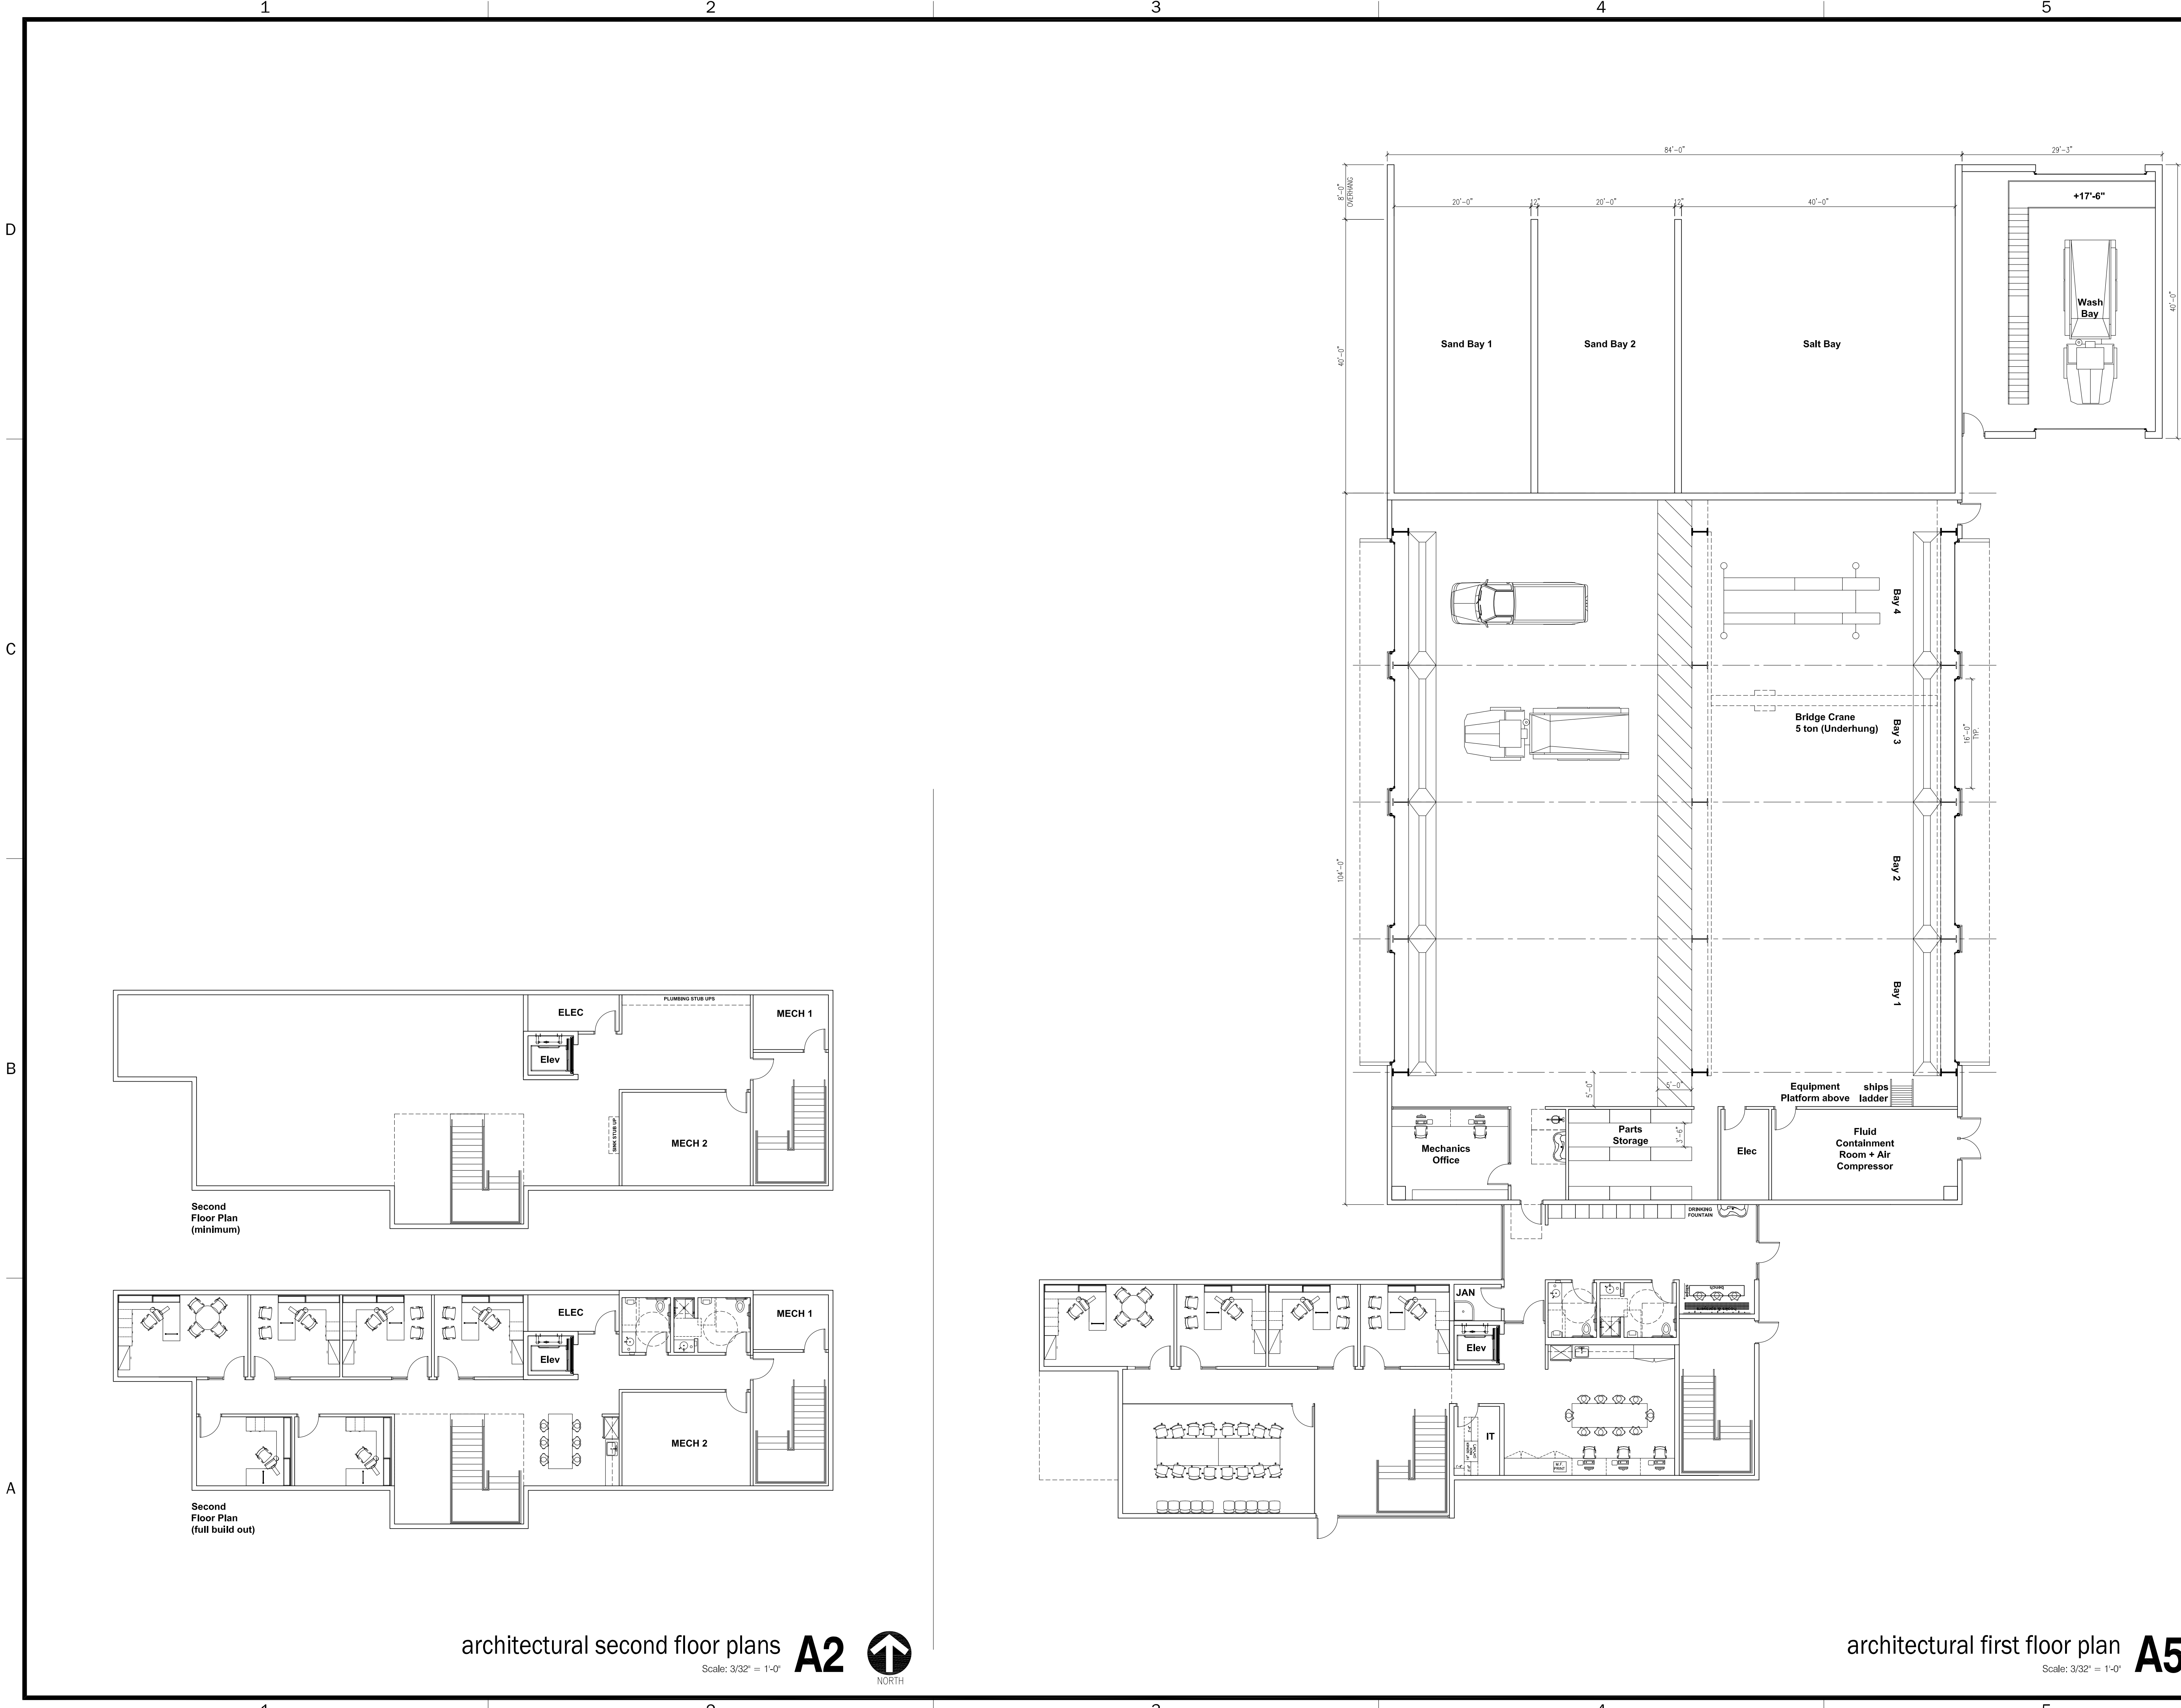 1 2 3 4 5
D
C
B
A
84'-0"
29'-3"
8'-0"
OVERHANG
20'-0" 12" 20'-0" 12" 40'-0"
+17'-6"
Wash
Bay
40'-0"
40'-0"
Sand Bay 1
Sand Bay 2
Salt Bay
Bay 4
Bridge Crane
5 ton (Underhung)
Bay 3
16'-0"
TYP.
104'-0"
Bay 2
Bay 1
5'-0"
5'-0"
Equipment
Platform above
ships
ladder
Mechanics
Office
Parts
Storage
3'-6"
Elec
Fluid
Containment
Room + Air
Compressor
DRINKING
FOUNTAIN
JAN
Elev
bench
IT
W.F.
PRINT
ELEC
PLUMBING STUB UPS
MECH 1
Elev
SINK STUB UP
MECH 2
Second
Floor Plan
(minimum)
ELEC
MECH 1
Elev
MECH 2
Second
Floor Plan
(full build out)
architectural second floor plans A2
Scale: 3/32" = 1'-0"
NORTH
architectural first floor plan A5
Scale: 3/32" = 1'-0"